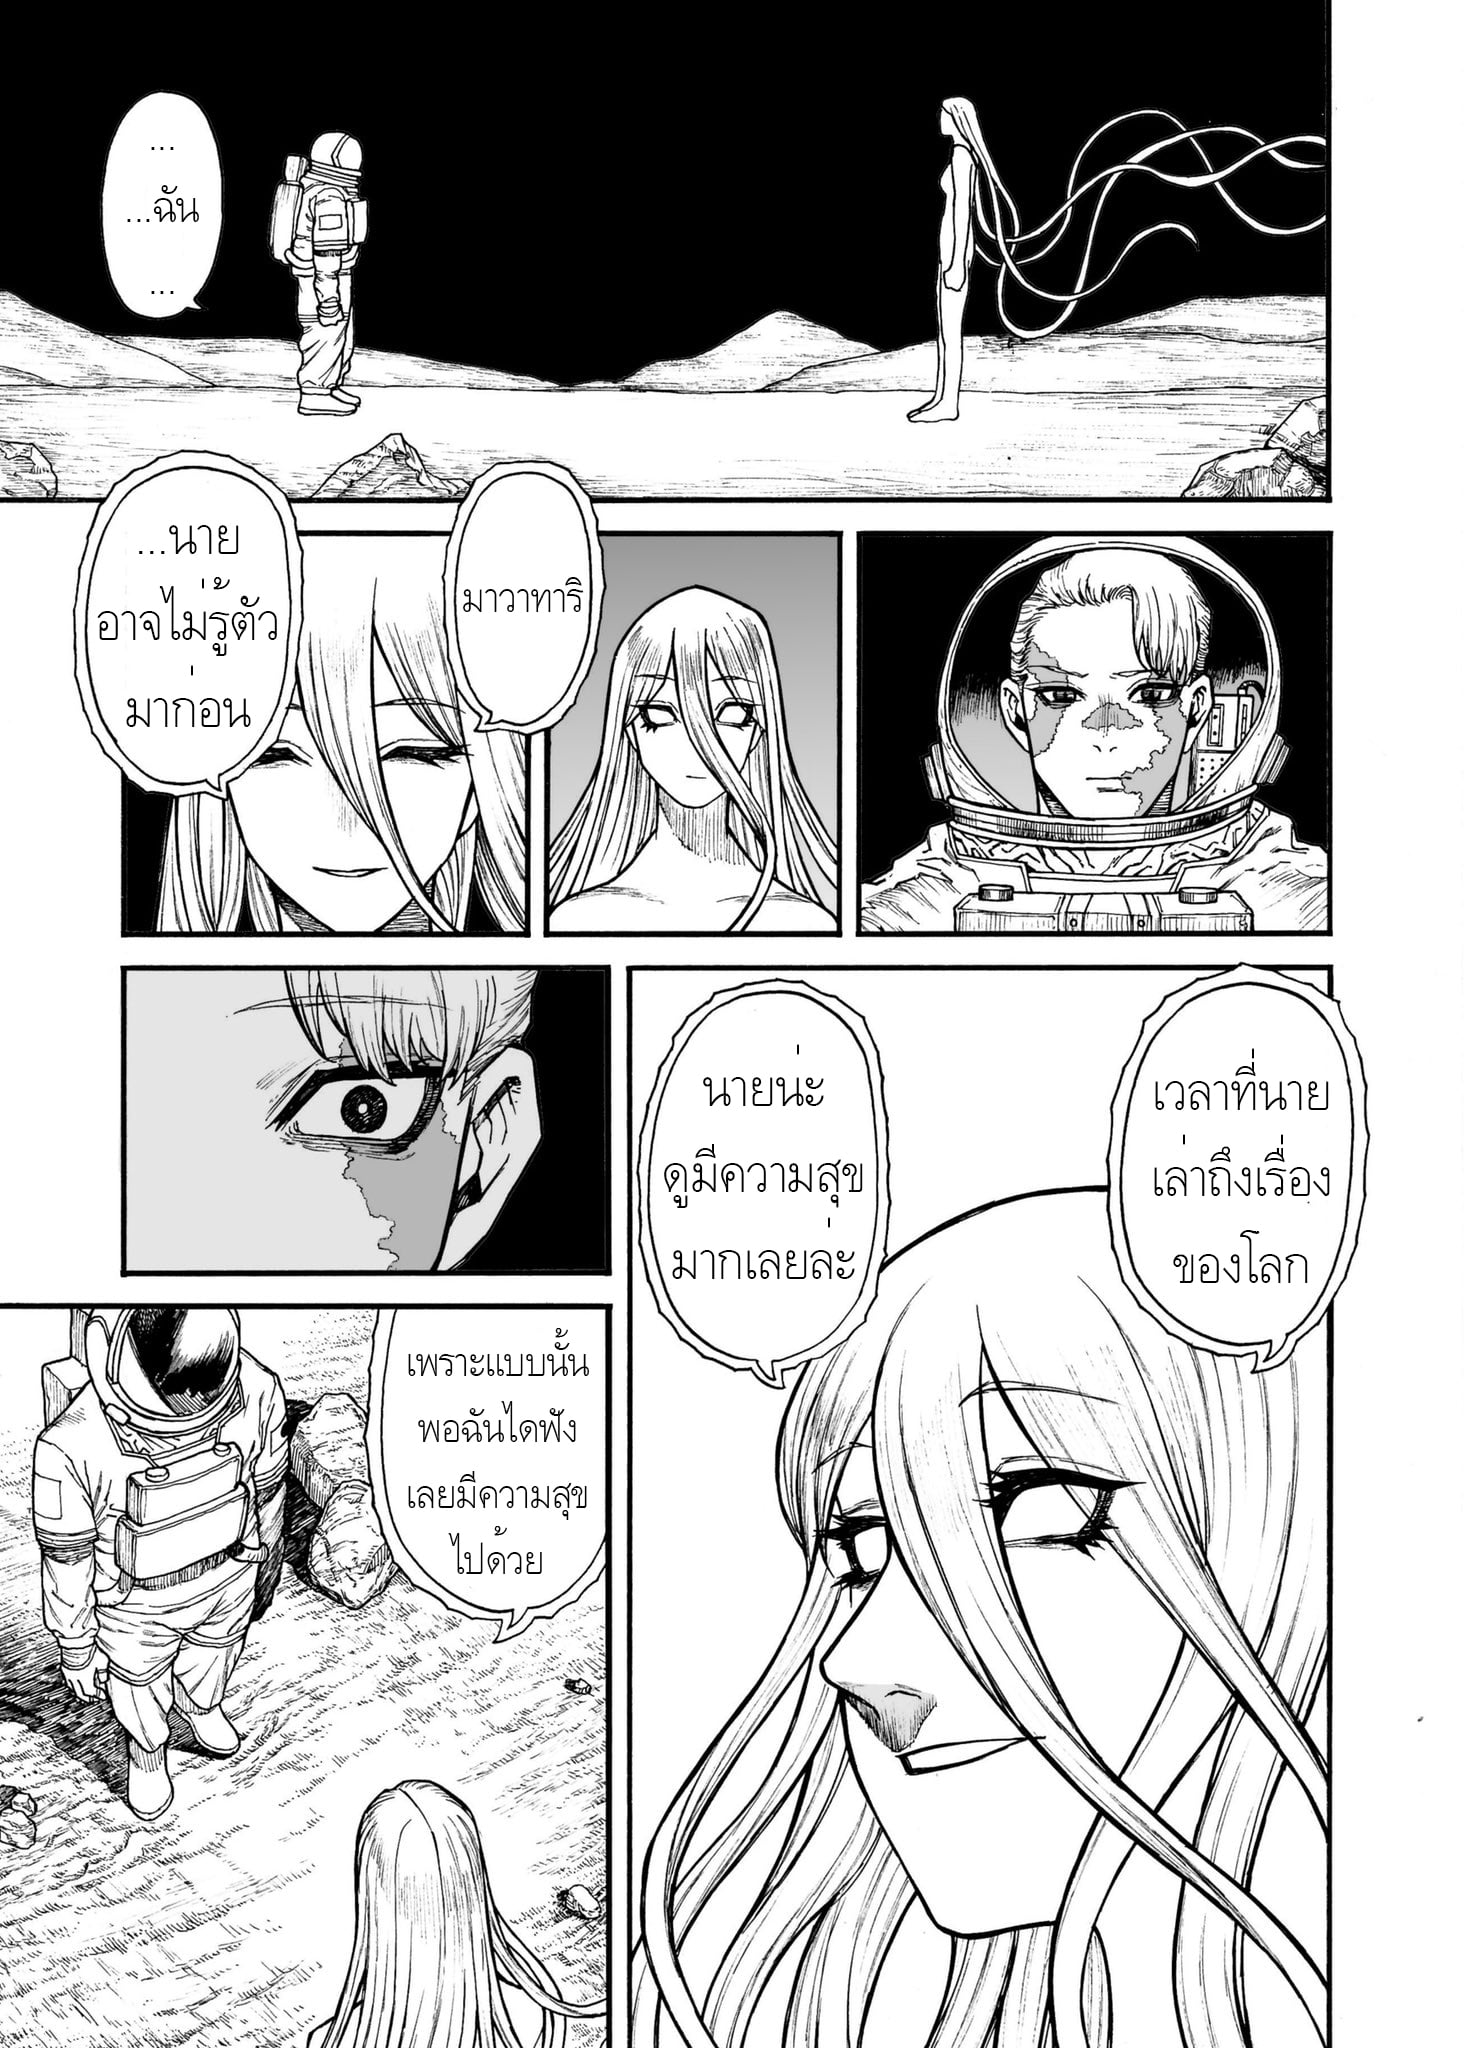 ...
...ฉัน
...
มาวาทาริ
...นาย
อาจไม่รู้ตัว
มาก่อน
เวลาที่นาย
เล่าถึงเรื่อง
ของโลก
นายน่ะ
ดูมีความสุข
มากเลยล่ะ
เพราะแบบนั้น
พอฉันไดฟัง
เลยมีความสุข
ไปด้วย